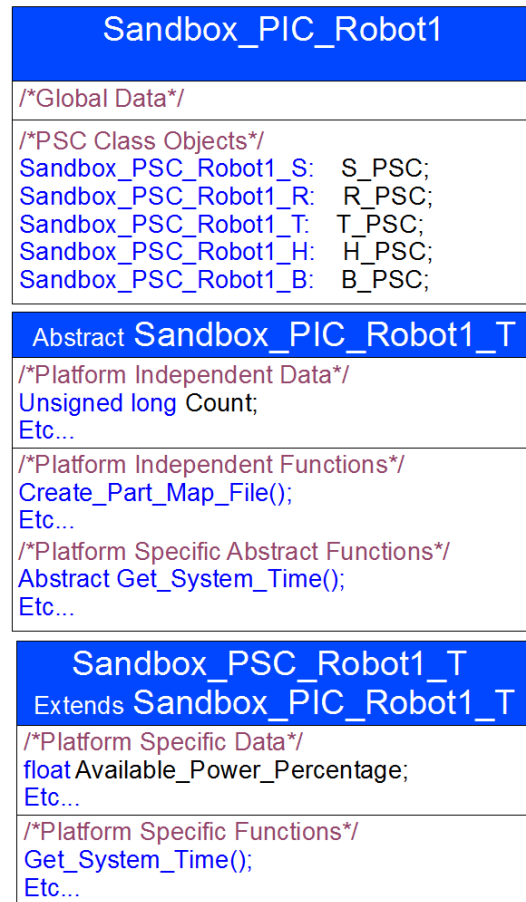 Sandbox_PIC_Robot1
/*Global Data*/
/*PSC Class Objects*/
Sandbox_PSC_Robot1_S: S_PSC;
Sandbox_PSC_Robot1_R: R_PSC;
Sandbox_PSC_Robot1_T: T_PSC;
Sandbox_PSC_Robot1_H: H_PSC;
Sandbox_PSC_Robot1_B: B_PSC;
Abstract Sandbox_PIC_Robot1_T
/*Platform Independent Data*/
Unsigned long Count;
Etc...
/*Platform Independent Functions*/
Create_Part_Map_File();
Etc...
/*Platform Specific Abstract Functions*/
Abstract Get_System_Time();
Etc...
Sandbox_PSC_Robot1_T
Extends Sandbox_PIC_Robot1_T
/*Platform Specific Data*/
float Available_Power_Percentage;
Etc...
/*Platform Specific Functions*/
Get_System_Time();
Etc...